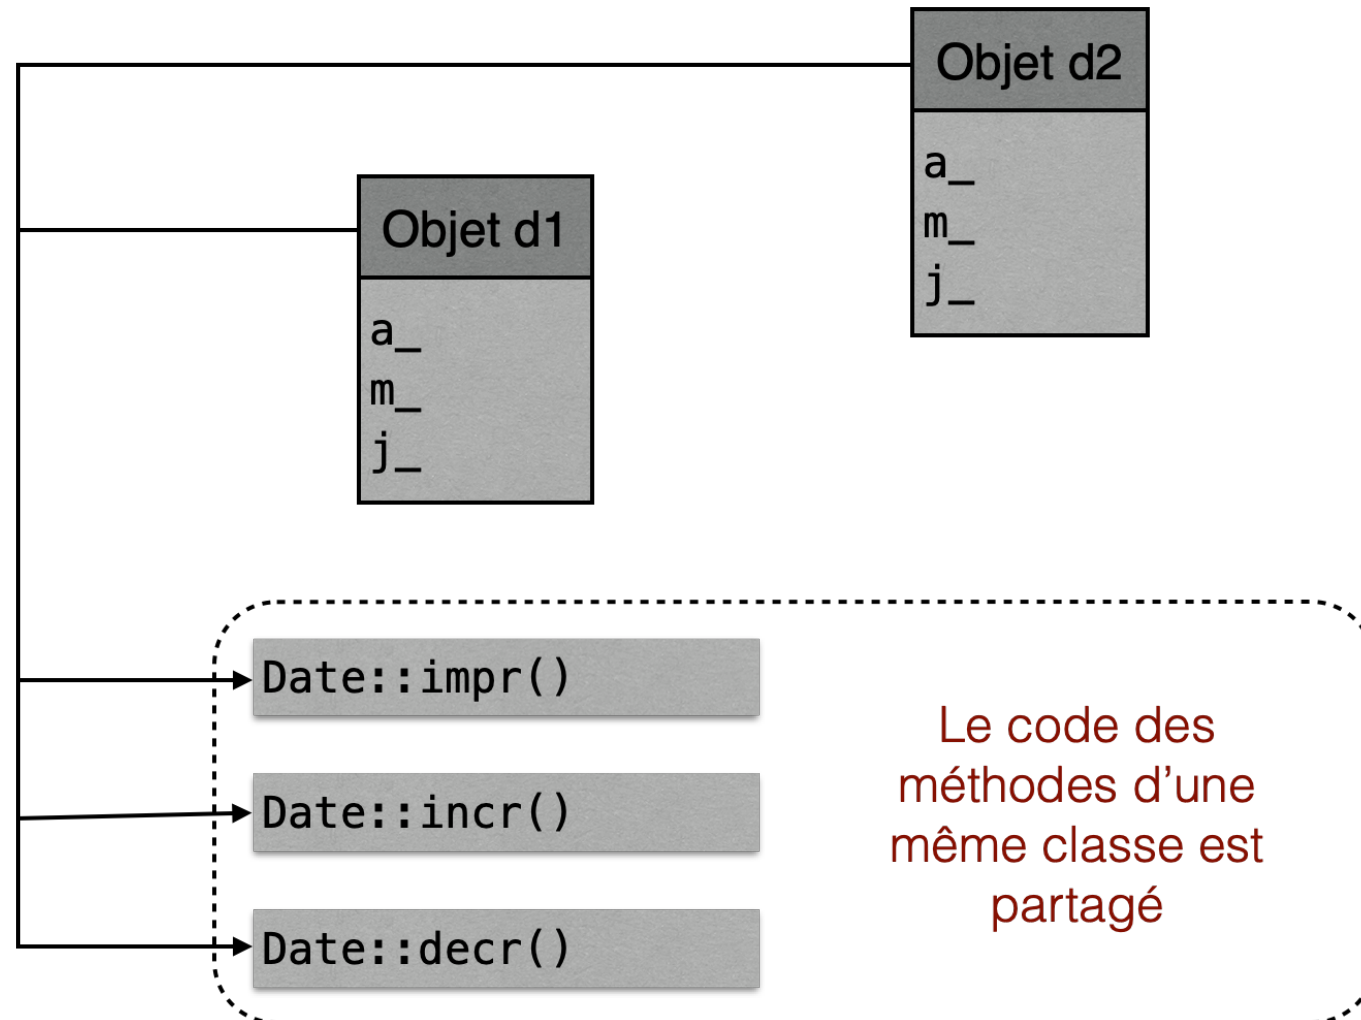 Objet d2
a_
m_
j_
Objet d1
a_
m_
j_
Date::impr()
Date::incr()
Date::decr()
Le code des
méthodes d’une
même classe est
partagé